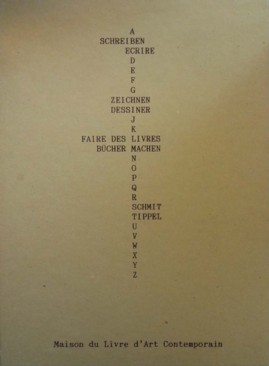 A
SCHREIBEN
ECRIRE
D
E
F
G
ZEICHNEN
DESSINER
J
K
FAIRE DES LIVRES
BÜCHER MACHEN
N
O
P
Q
R
SCHMIT
TIPPEL
U
V
W
X
Y
Z
Maison du Livre d'Art Contemporain